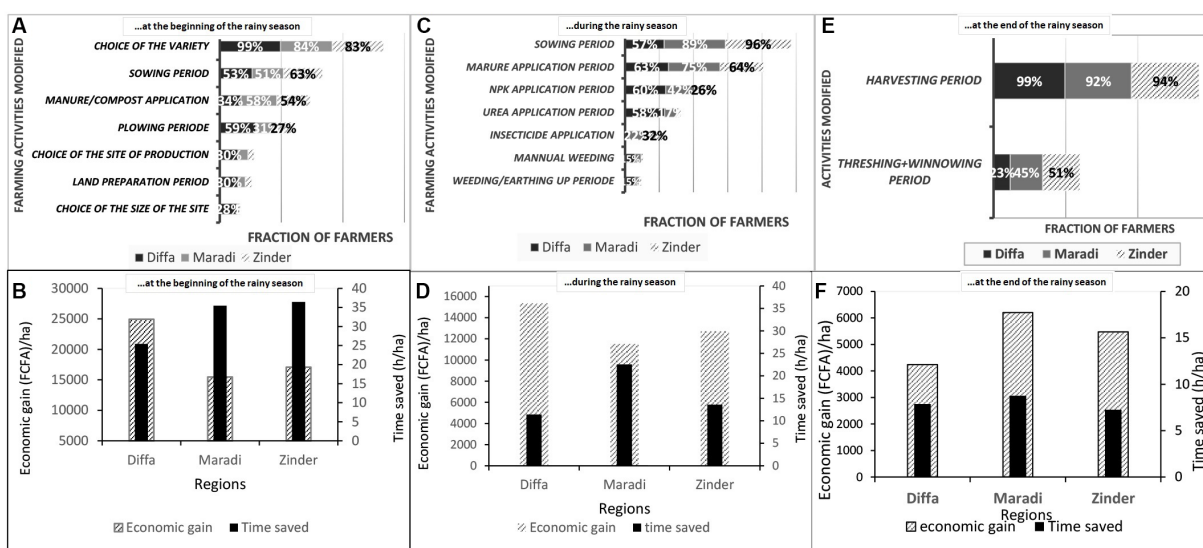 A
...at the beginning of the rainy season
FARMING ACTIVITIES MODIFIED
CHOICE OF THE VARIETY 99% 84% 83%
SOWING PERIOD 53% 51% 63%
MANURE/COMPOST APPLICATION 34% 58% 54%
PLOWING PERIODE 59% 31% 27%
CHOICE OF THE SITE OF PRODUCTION 30%
LAND PREPARATION PERIOD 30%
CHOICE OF THE SIZE OF THE SITE 28%
FRACTION OF FARMERS
Diffa Maradi Zinder
C
...during the rainy season
FARMING ACTIVITIES MODIFIED
SOWING PERIOD 57% 89% 96%
MARURE APPLICATION PERIOD 63% 75% 64%
NPK APPLICATION PERIOD 60% 42% 26%
UREA APPLICATION PERIOD 58% 17%
INSECTICIDE APPLICATION 22% 32%
MANNUAL WEEDING 5%
WEEDING/EARTHING UP PERIODE 5%
FRACTION OF FARMERS
Diffa Maradi Zinder
E
...at the end of the rainy season
ACTIVITIES MODIFIED
HARVESTING PERIOD 99% 92% 94%
THRESHING+WINNOWING
PERIOD
23% 45% 51%
FRACTION OF FARMERS
Diffa Maradi Zinder
B
...at the beginning of the rainy season
Economic gain (FCFA)/ha
30000
25000
20000
15000
10000
5000
40
35
30
25
20
15
10
5
0
Time saved (h/ha)
Diffa Maradi Zinder
Regions
Economic gain Time saved
D
...during the rainy season
Economic gain (FCFA)/ha
16000
14000
12000
10000
8000
6000
4000
2000
0
40
35
30
25
20
15
10
5
0
Time saved (h/ha)
Diffa Maradi Zinder
Regions
Economic gain time saved
F
...at the end of the rainy season
Economic gain (FCFA)/ha
7000
6000
5000
4000
3000
2000
1000
0
20
15
10
5
0
Time saved (h/ha)
Diffa Maradi Zinder
Regions
economic gain Time saved